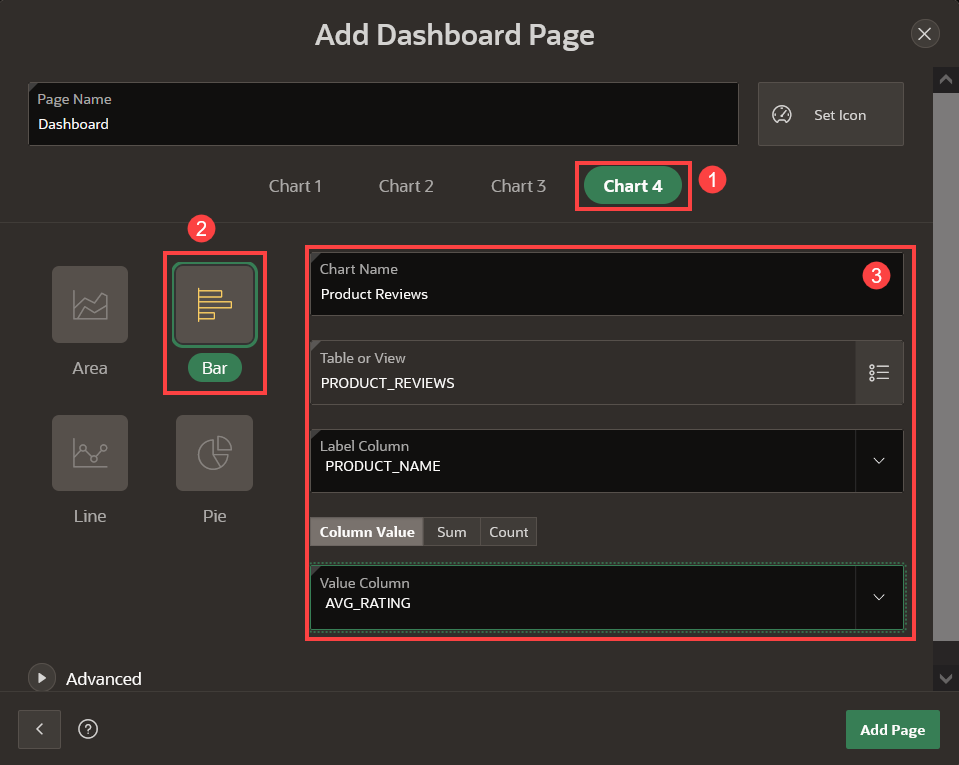 Add Dashboard Page
Page Name
Dashboard
Set Icon
Chart 1
Chart 2
Chart 3
Chart 4
1
2
Area
Bar
Line
Pie
3
Chart Name
Product Reviews
Table or View
PRODUCT_REVIEWS
Label Column
PRODUCT_NAME
Column Value
Sum
Count
Value Column
AVG_RATING
Advanced
?
Add Page